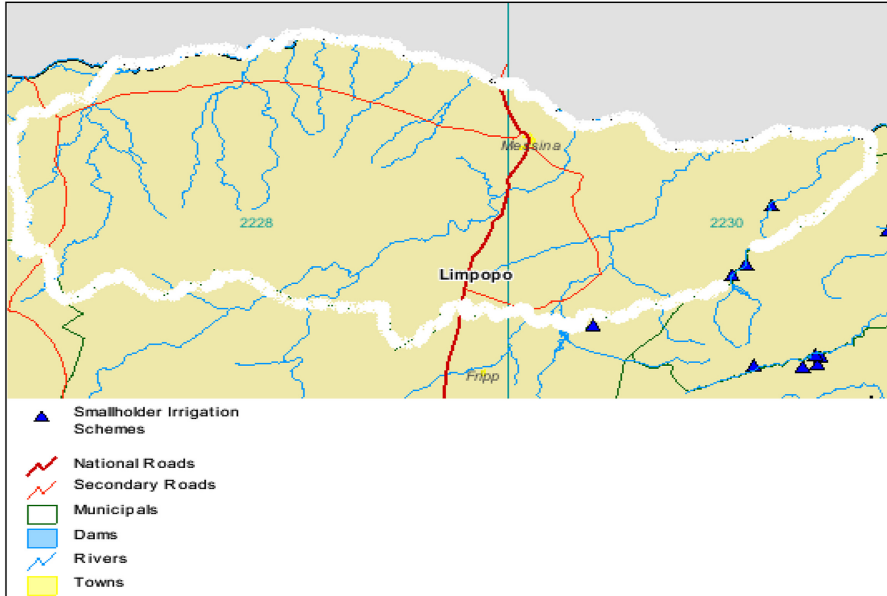 Messina
2228
2230
Limpopo
Fripp
Smallholder Irrigation
Schemes
National Roads
Secondary Roads
Municipals
Dams
Rivers
Towns